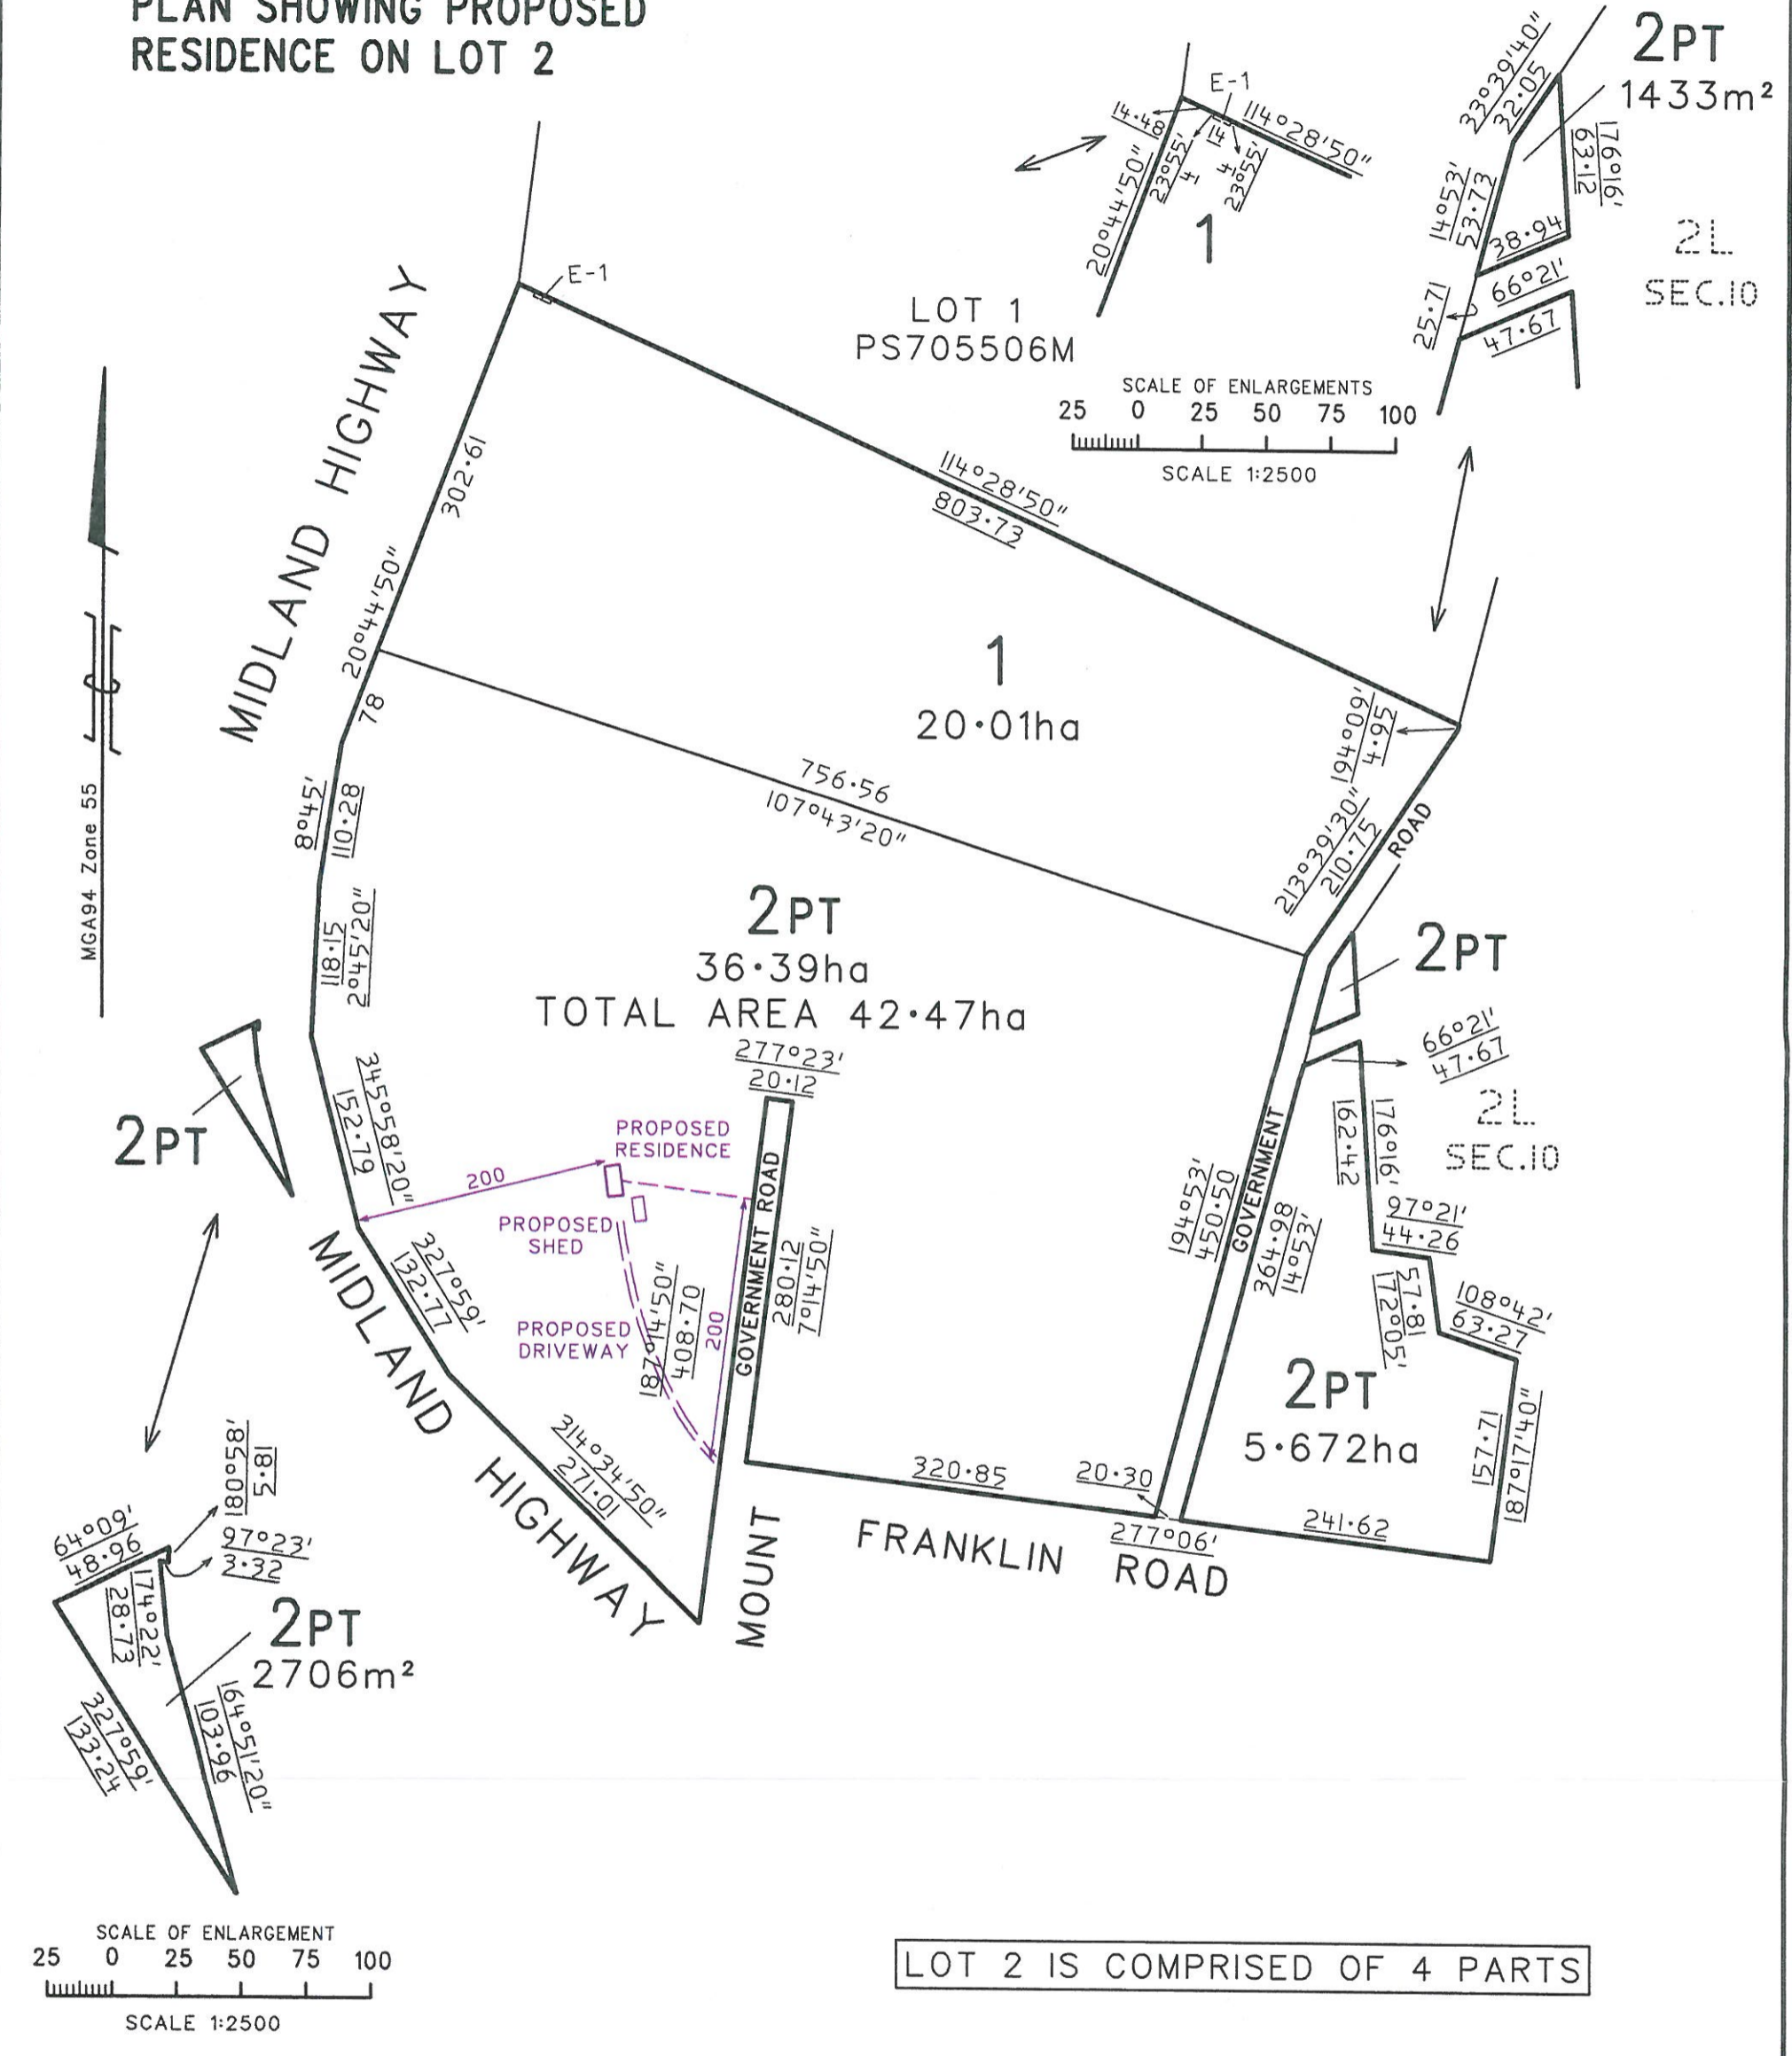 PLAN SHOWING PROPOSED
RESIDENCE ON LOT 2
E-1
14·48
114°28'50"
14
23°55'
4
4
23°55'
20°44'50"
1
33°39'40"
32·05
2PT
1433m²
176°16'
63·12
14°53'
53·73
38·94
66°21'
25·71
47·67
2L
SEC.10
LOT 1
PS705506M
SCALE OF ENLARGEMENTS
25 0 25 50 75 100
SCALE 1:2500
E-1
MIDLAND HIGHWAY
302·61
20°44'50"
78
114°28'50"
803·73
1
20·01ha
756·56
107°43'20"
194°09'
4·95
213°39'30"
210·75
ROAD
MGA94 Zone 55
8°45'
110·28
118·15
2°45'20"
2PT
36·39ha
TOTAL AREA 42·47ha
277°23'
20·12
2PT
66°21'
47·67
2L
SEC.10
2PT
345°58'20"
152·79
PROPOSED
RESIDENCE
200
PROPOSED
SHED
PROPOSED
DRIVEWAY
187°14'50"
408·70
200
GOVERNMENT ROAD
280·12
7°14'50"
194°53'
450·50
GOVERNMENT
364·98
14°53'
176°16'
162·42
97°21'
44·26
57·81
172°05'
108°42'
63·27
2PT
5·672ha
157·71
187°17'40"
MIDLAND HIGHWAY
327°59'
132·77
314°34'50"
271·01
320·85
20·30
277°06'
241·62
MOUNT FRANKLIN ROAD
180°58'
5·81
64°09'
48·96
97°23'
3·32
174°22'
28·73
2PT
2706m²
327°59'
133·24
164°51'20"
103·96
SCALE OF ENLARGEMENT
25 0 25 50 75 100
SCALE 1:2500
LOT 2 IS COMPRISED OF 4 PARTS